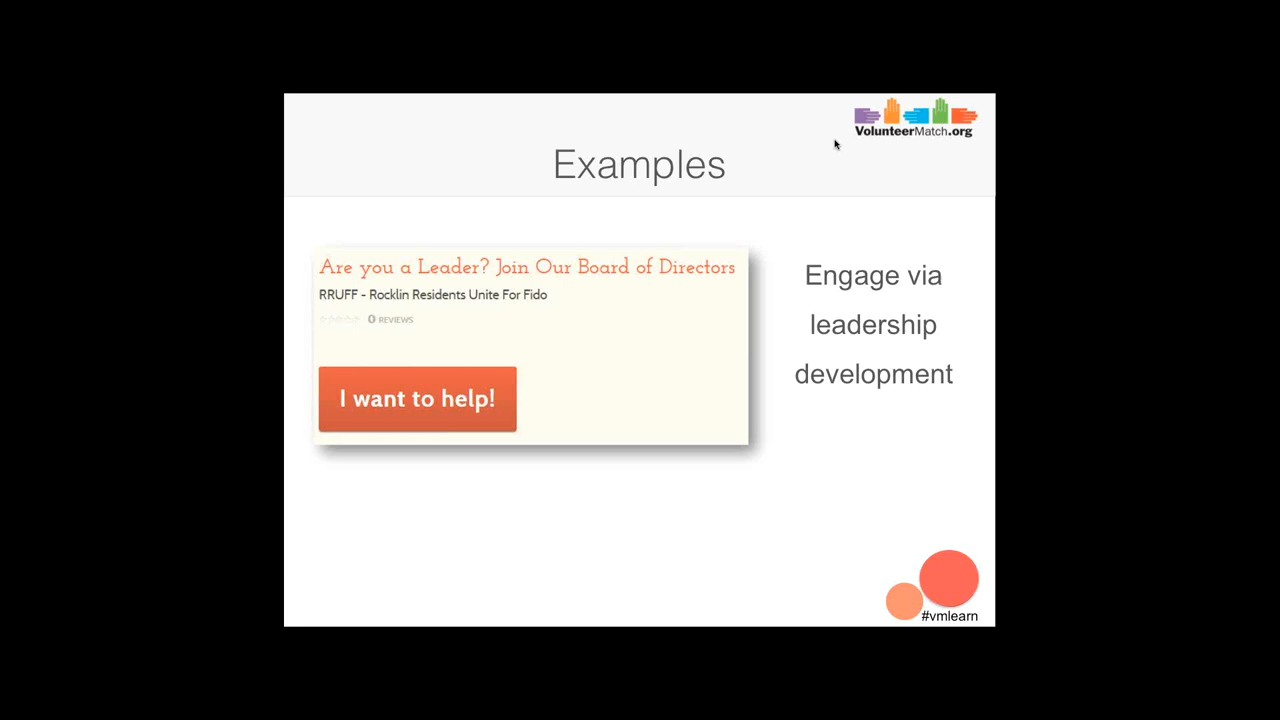 VolunteerMatch.org
Examples
Are you a Leader? Join Our Board of Directors
RRUFF - Rocklin Residents Unite For Fido
0 REVIEWS
I want to help!
Engage via
leadership
development
#vmlearn